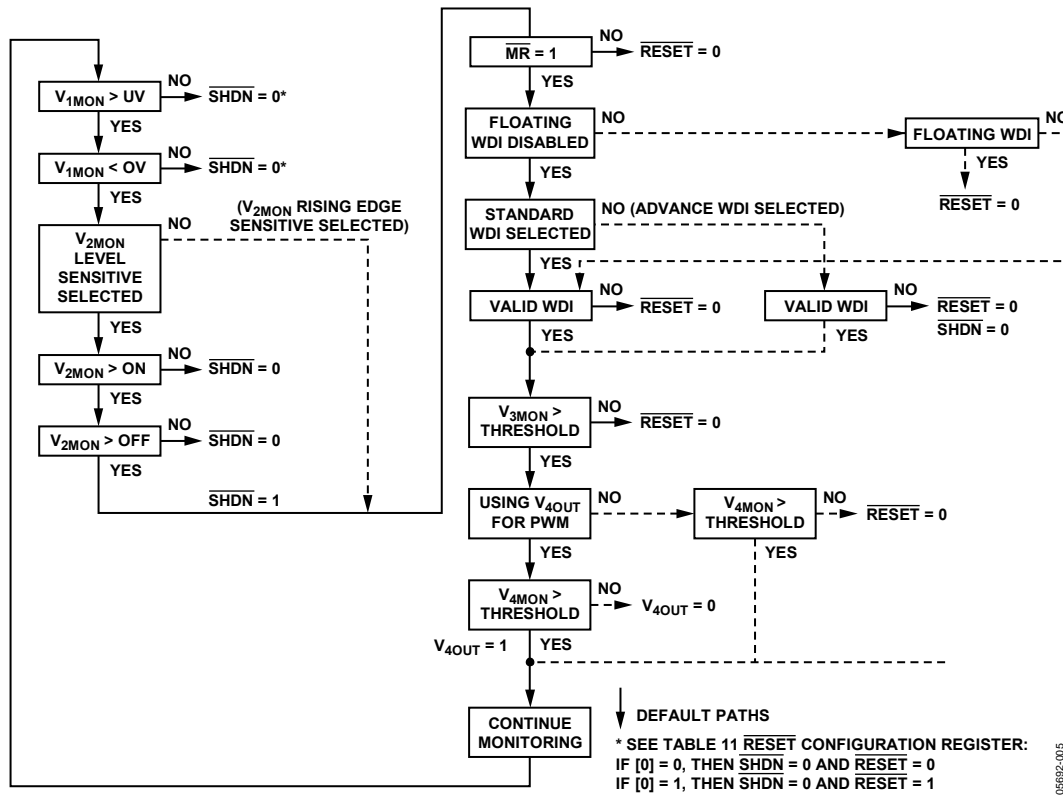 V1MON > UV
NO
SHDN = 0*
YES
V1MON < OV
NO
SHDN = 0*
YES
V2MON
LEVEL
SENSITIVE
SELECTED
NO
(V2MON RISING EDGE
SENSITIVE SELECTED)
YES
V2MON > ON
NO
SHDN = 0
YES
V2MON > OFF
NO
SHDN = 0
YES
SHDN = 1
MR = 1
NO
RESET = 0
YES
FLOATING
WDI DISABLED
NO
FLOATING WDI
NO
YES
RESET = 0
YES
STANDARD
WDI SELECTED
NO (ADVANCE WDI SELECTED)
YES
VALID WDI
NO
RESET = 0
YES
VALID WDI
NO
RESET = 0
SHDN = 0
YES
V3MON >
THRESHOLD
NO
RESET = 0
YES
USING V4OUT
FOR PWM
NO
V4MON >
THRESHOLD
NO
RESET = 0
YES
YES
V4MON >
THRESHOLD
NO
V4OUT = 0
V4OUT = 1
YES
CONTINUE
MONITORING
DEFAULT PATHS
* SEE TABLE 11 RESET CONFIGURATION REGISTER:
IF [0] = 0, THEN SHDN = 0 AND RESET = 0
IF [0] = 1, THEN SHDN = 0 AND RESET = 1
05692-005